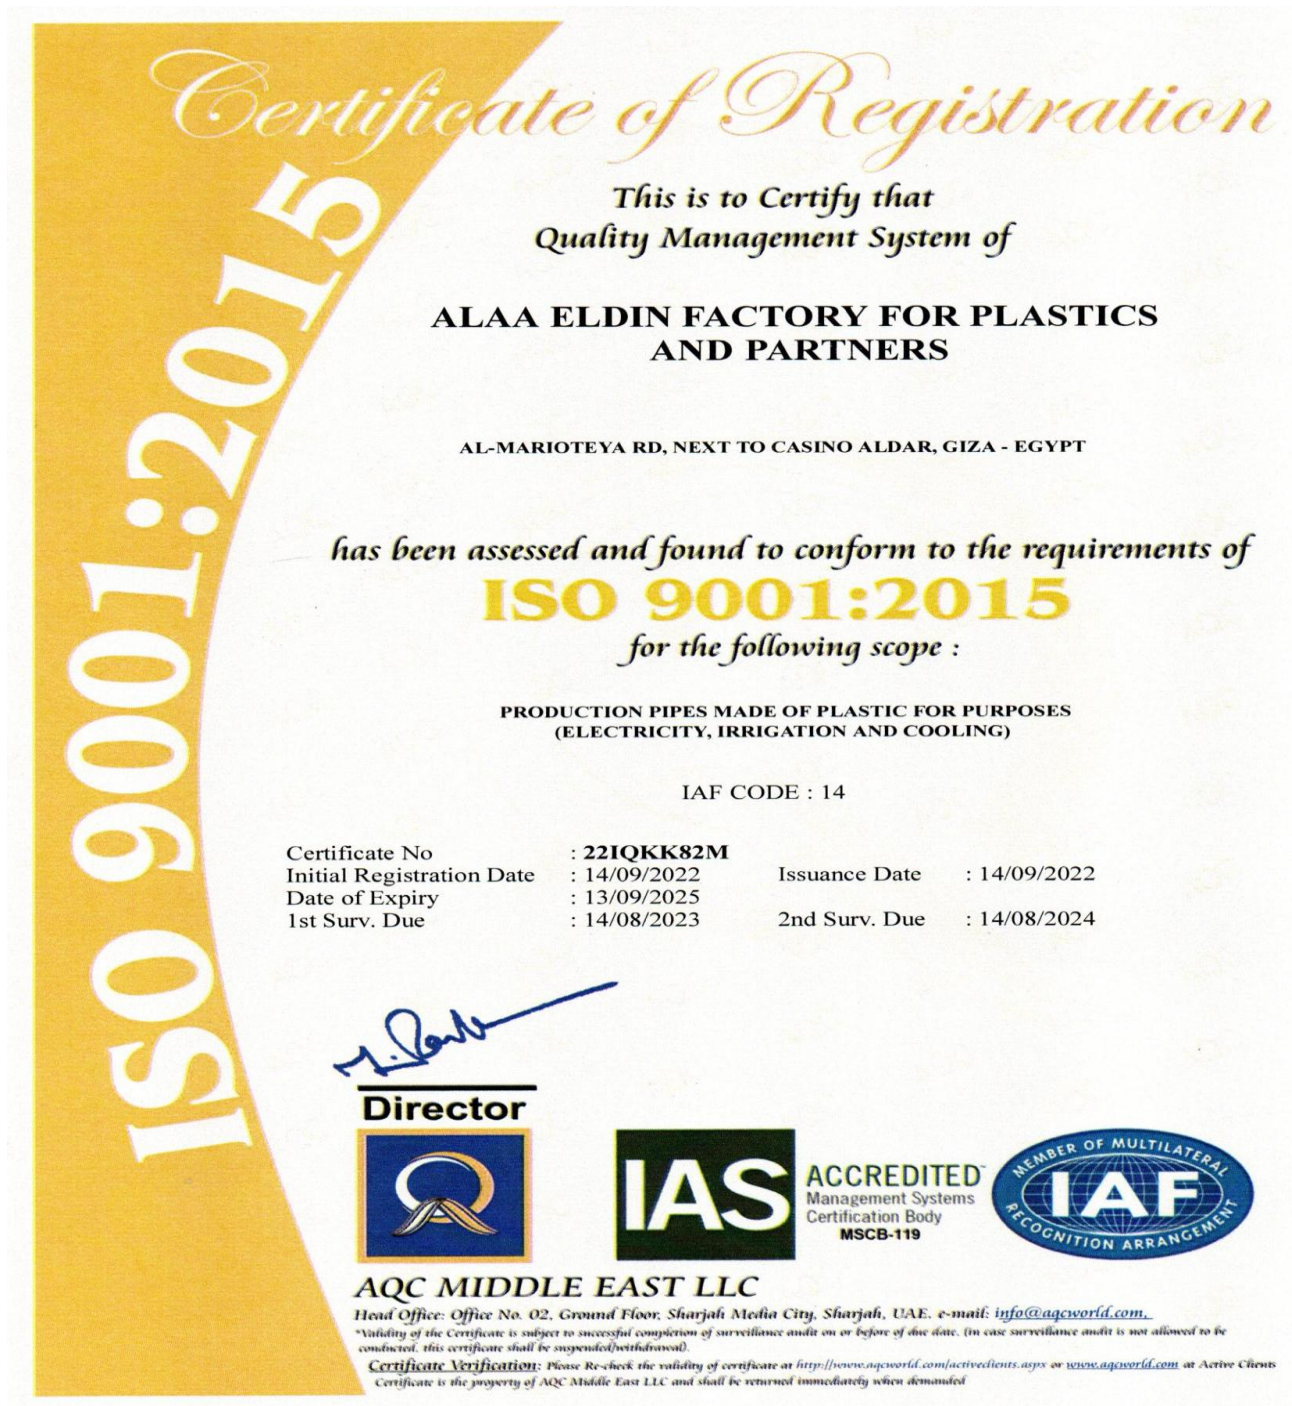 Certificate of Registration
This is to Certify that
Quality Management System of
ALAA ELDIN FACTORY FOR PLASTICS
AND PARTNERS
AL-MARIOTEYA RD, NEXT TO CASINO ALDAR, GIZA - EGYPT
has been assessed and found to conform to the requirements of
ISO 9001:2015
for the following scope :
PRODUCTION PIPES MADE OF PLASTIC FOR PURPOSES
(ELECTRICITY, IRRIGATION AND COOLING)
IAF CODE : 14
Certificate No : 22IQKK82M
Initial Registration Date : 14/09/2022 Issuance Date : 14/09/2022
Date of Expiry : 13/09/2025
1st Surv. Due : 14/08/2023 2nd Surv. Due : 14/08/2024
ISO 9001:2015
Director
IAS
ACCREDITED™
Management Systems
Certification Body
MSCB-119
MEMBER OF MULTILATERAL
IAF
RECOGNITION ARRANGEMENT
AQC MIDDLE EAST LLC
Head Office: Office No. 02, Ground Floor, Sharjah Media City, Sharjah, UAE. e-mail: info@aqcworld.com,
*Validity of the Certificate is subject to successful completion of surveillance audit on or before of due date. (in case surveillance audit is not allowed to be
conducted, this certificate shall be suspended/withdrawal).
Certificate Verification: Please Re-check the validity of certificate at http://www.aqcworld.com/activeclients.aspx or www.aqcworld.com at Active Clients
Certificate is the property of AQC Middle East LLC and shall be returned immediately when demanded